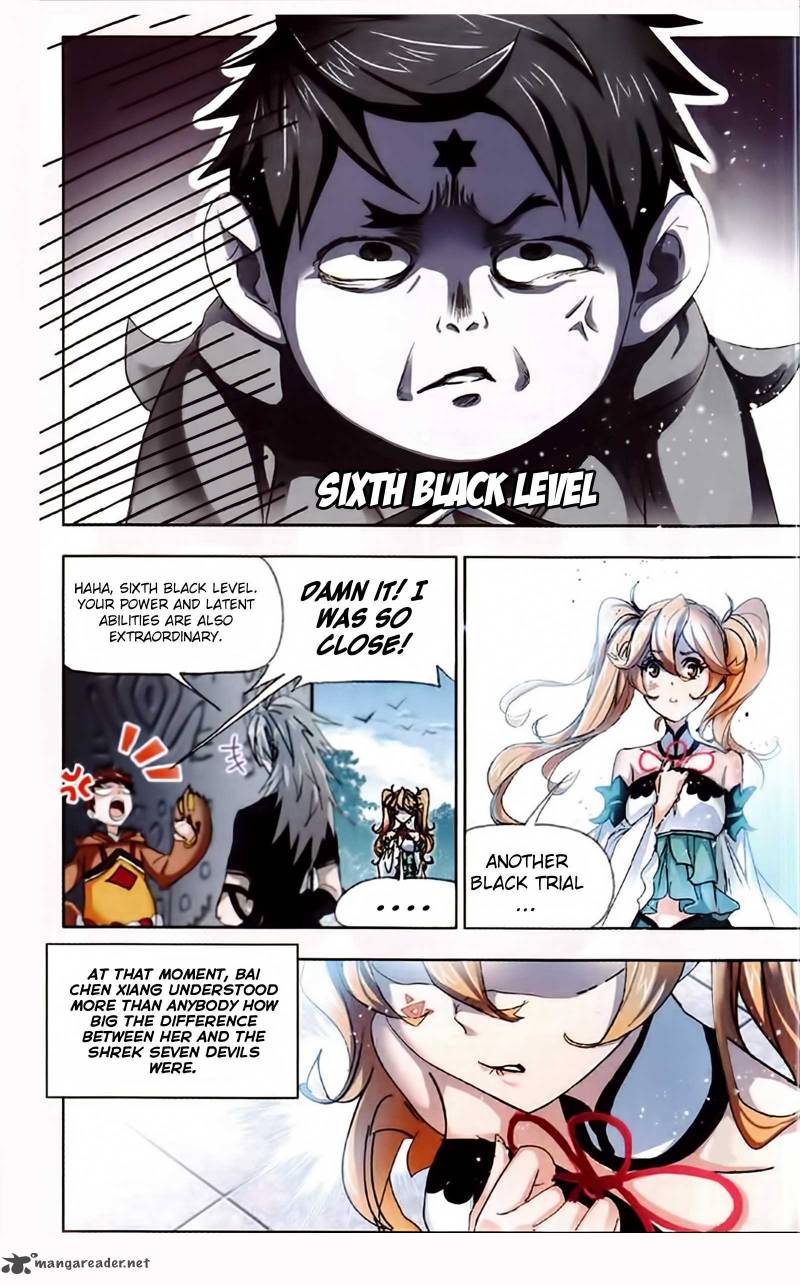 SIXTH BLACK LEVEL
HAHA, SIXTH BLACK LEVEL.
YOUR POWER AND LATENT
ABILITIES ARE ALSO
EXTRAORDINARY.
DAMN IT! I
WAS SO
CLOSE!
....
ANOTHER
BLACK TRIAL
...
AT THAT MOMENT, BAI
CHEN XIANG UNDERSTOOD
MORE THAN ANYBODY HOW
BIG THE DIFFERENCE
BETWEEN HER AND THE
SHREK SEVEN DEVILS
WERE.
mangareader.net